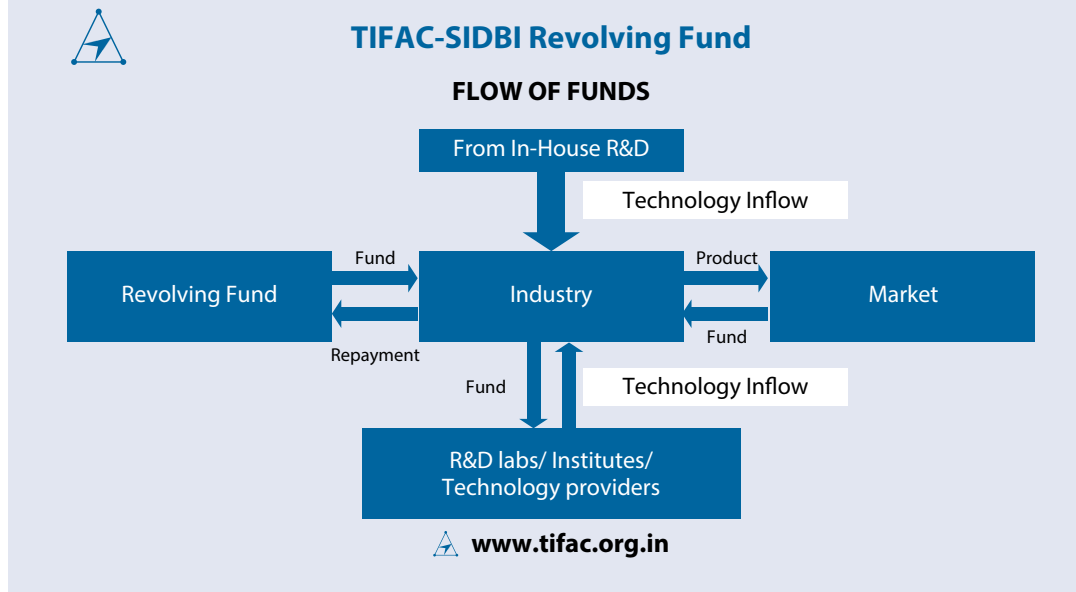 TIFAC-SIDBI Revolving Fund
FLOW OF FUNDS
From In-House R&D
Technology Inflow
Fund
Product
Revolving Fund
Industry
Market
Repayment
Fund
Fund
Technology Inflow
R&D labs/ Institutes/
Technology providers
www.tifac.org.in